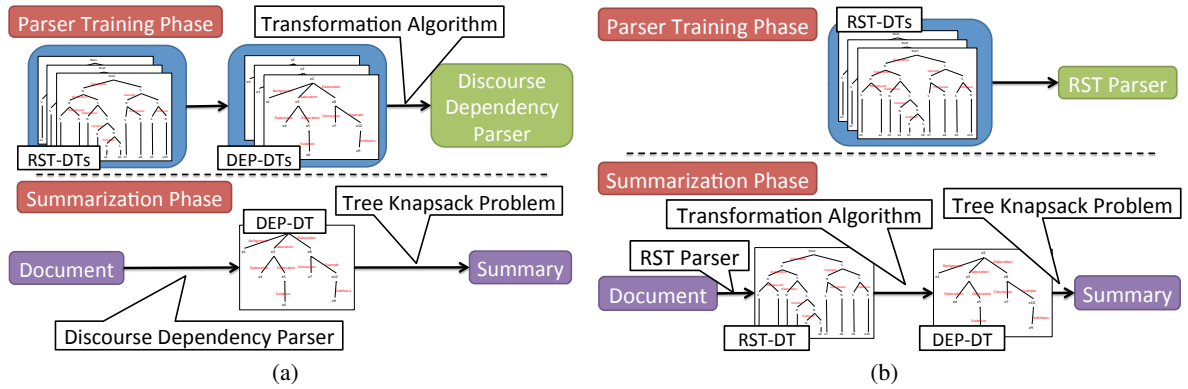 Parser Training Phase
Transformation Algorithm
RST-DTs
DEP-DTs
Discourse
Dependency
Parser
Summarization Phase
Tree Knapsack Problem
DEP-DT
Document
Summary
Discourse Dependency Parser
(a)
Parser Training Phase
RST-DTs
RST Parser
Summarization Phase
Transformation Algorithm
Tree Knapsack Problem
RST Parser
Document
Summary
RST-DT
DEP-DT
(b)